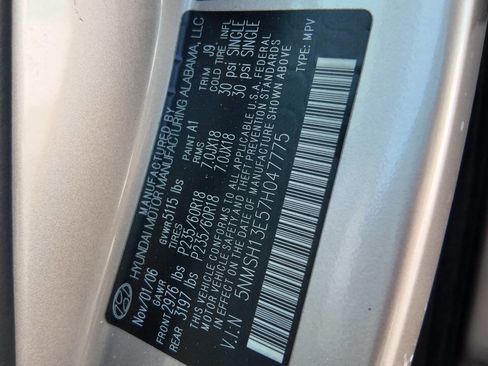 MANUFACTURED BY
HYUNDAI MOTOR MANUFACTURING ALABAMA, LLC
Nov/01/06 GVWR 5115 lbs PAINT A1 TRIM J9
GAWR TIRES RIMS COLD TIRE INFL
FRONT 2976 lbs P235/60R18 7.0JX18 30 psi SINGLE
REAR 3197 lbs P235/60R18 7.0JX18 30 psi SINGLE
THIS VEHICLE CONFORMS TO ALL APPLICABLE U.S.A. FEDERAL
MOTOR VEHICLE SAFETY AND THEFT PREVENTION STANDARDS
IN EFFECT ON THE DATE OF MANUFACTURE SHOWN ABOVE
V.I.N 5NMSH13E57H047775 TYPE: MPV